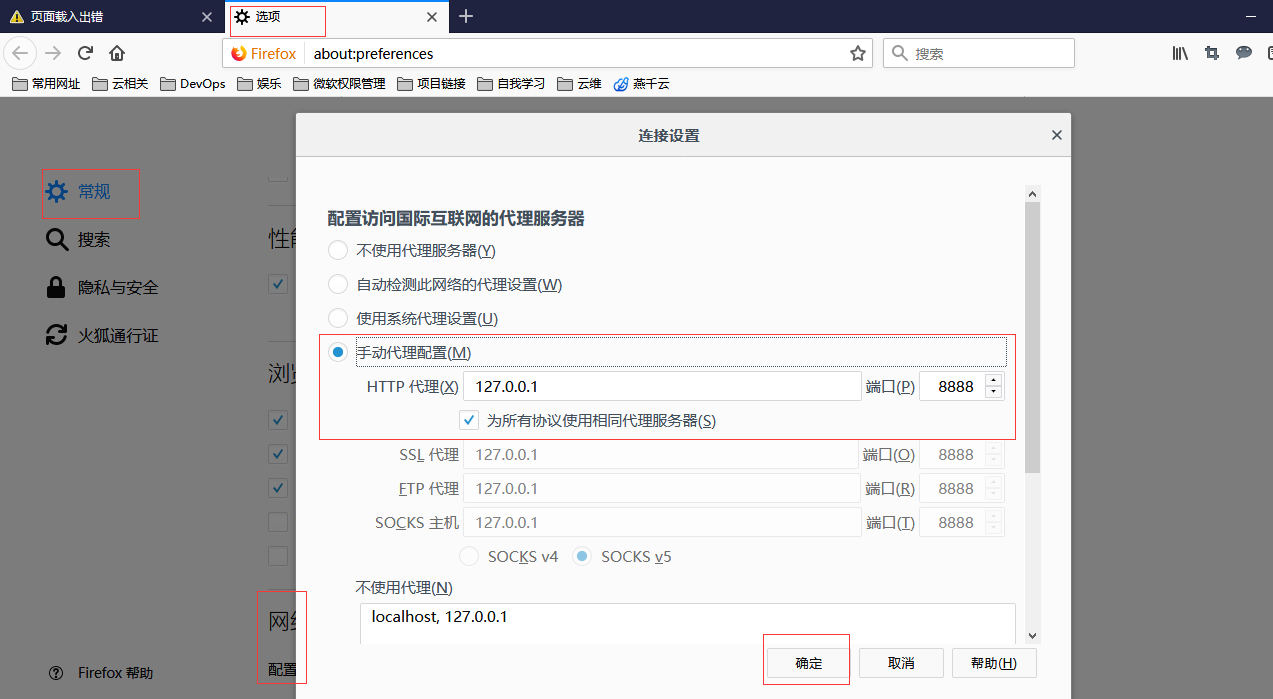 页面载入出错
选项
Firefox
about:preferences
搜索
常用网址
云相关
DevOps
娱乐
微软权限管理
项目链接
自我学习
云维
燕千云
连接设置
常规
搜索
隐私与安全
火狐通行证
性能
浏览
网络
配置
Firefox 帮助
配置访问国际互联网的代理服务器
不使用代理服务器(Y)
自动检测此网络的代理设置(W)
使用系统代理设置(U)
手动代理配置(M)
HTTP 代理(X) 127.0.0.1 端口(P) 8888
为所有协议使用相同代理服务器(S)
SSL 代理 127.0.0.1 端口(O) 8888
FTP 代理 127.0.0.1 端口(R) 8888
SOCKS 主机 127.0.0.1 端口(T) 8888
SOCKS v4 SOCKS v5
不使用代理(N)
localhost, 127.0.0.1
确定 取消 帮助(H)